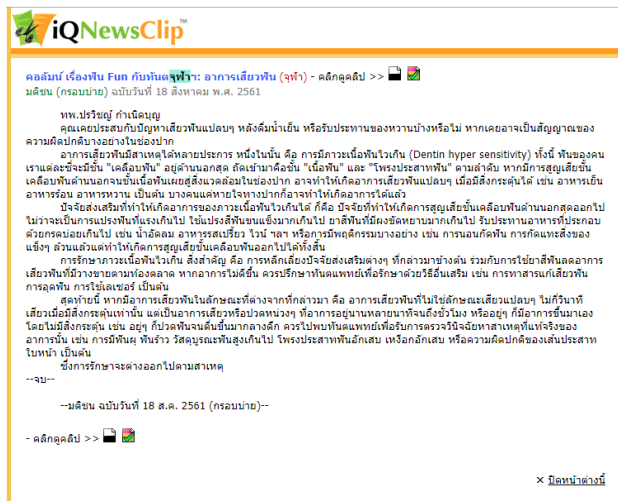 iQNewsClip™
คอลัมน์ เรื่องฟัน Fun กับทันตจุฬาฯ: อาการเสียวฟัน (จุฬา) - คลิกดูคลิป >>
มติชน (กรอบบ่าย) ฉบับวันที่ 18 สิงหาคม พ.ศ. 2561
ทพ.ปรวิชญ์ กำเนิดบุญ
คุณเคยประสบกับปัญหาเสียวฟันแปลบๆ หลังดื่มน้ำเย็น หรือรับประทานของหวานบ้างหรือไม่ หากเคยอาจเป็นสัญญาณของ
ความผิดปกติบางอย่างในช่องปาก
อาการเสียวฟันมีสาเหตุได้หลายประการ หนึ่งในนั้น คือ การมีภาวะเนื้อฟันไวเกิน (Dentin hyper sensitivity) ทั้งนี้ ฟันของคน
เราแต่ละซี่จะมีชั้น "เคลือบฟัน" อยู่ด้านนอกสุด ถัดเข้ามาคือชั้น "เนื้อฟัน" และ "โพรงประสาทฟัน" ตามลำดับ หากมีการสูญเสียชั้น
เคลือบฟันด้านนอกจนชั้นเนื้อฟันเผยสู่สิ่งแวดล้อมในช่องปาก อาจทำให้เกิดอาการเสียวฟันแปลบๆ เมื่อมีสิ่งกระตุ้นได้ เช่น อาหารเย็น
อาหารร้อน อาหารหวาน เป็นต้น บางคนแค่หายใจทางปากก็อาจทำให้เกิดอาการได้แล้ว
ปัจจัยส่งเสริมที่ทำให้เกิดอาการของภาวะเนื้อฟันไวเกินได้ ก็คือ ปัจจัยที่ทำให้เกิดการสูญเสียชั้นเคลือบฟันด้านนอกสุดออกไป
ไม่ว่าจะเป็นการแปรงฟันที่แรงเกินไป ใช้แปรงสีฟันขนแข็งมากเกินไป ยาสีฟันที่มีผงขัดหยาบมากเกินไป รับประทานอาหารที่ประกอบ
ด้วยกรดบ่อยเกินไป เช่น น้ำอัดลม อาหารรสเปรี้ยว ไวน์ ฯลฯ หรือการมีพฤติกรรมบางอย่าง เช่น การนอนกัดฟัน การกัดแทะสิ่งของ
แข็งๆ ล้วนแล้วแต่ทำให้เกิดการสูญเสียชั้นเคลือบฟันออกไปได้ทั้งสิ้น
การรักษาภาวะเนื้อฟันไวเกิน สิ่งสำคัญ คือ การหลีกเลี่ยงปัจจัยส่งเสริมต่างๆ ที่กล่าวมาข้างต้น ร่วมกับการใช้ยาสีฟันลดอาการ
เสียวฟันที่มีวางขายตามท้องตลาด หากอาการไม่ดีขึ้น ควรปรึกษาทันตแพทย์เพื่อรักษาด้วยวิธีอื่นเสริม เช่น การทาสารแก้เสียวฟัน
การอุดฟัน การใช้เลเซอร์ เป็นต้น
สุดท้ายนี้ หากมีอาการเสียวฟันในลักษณะที่ต่างจากที่กล่าวมา คือ อาการเสียวฟันที่ไม่ใช่ลักษณะเสียวแปลบๆ ไม่กี่วินาที
เสียวเมื่อมีสิ่งกระตุ้นเท่านั้น แต่เป็นอาการเสียวหรือปวดหน่วงๆ ที่อาการอยู่นานหลายนาทีจนถึงชั่วโมง หรืออยู่ๆ ก็มีอาการขึ้นมาเอง
โดยไม่มีสิ่งกระตุ้น เช่น อยู่ๆ ก็ปวดฟันจนตื่นขึ้นมากลางดึก ควรไปพบทันตแพทย์เพื่อรับการตรวจวินิจฉัยหาสาเหตุที่แท้จริงของ
อาการนั้น เช่น การมีฟันผุ ฟันร้าว วัสดุบูรณะฟันสูงเกินไป โพรงประสาทฟันอักเสบ เหงือกอักเสบ หรือความผิดปกติของเส้นประสาท
ใบหน้า เป็นต้น
ซึ่งการรักษาจะต่างออกไปตามสาเหตุ
--จบ--
--มติชน ฉบับวันที่ 18 ส.ค. 2561 (กรอบบ่าย)--
- คลิกดูคลิป >>
× ปิดหน้าต่างนี้